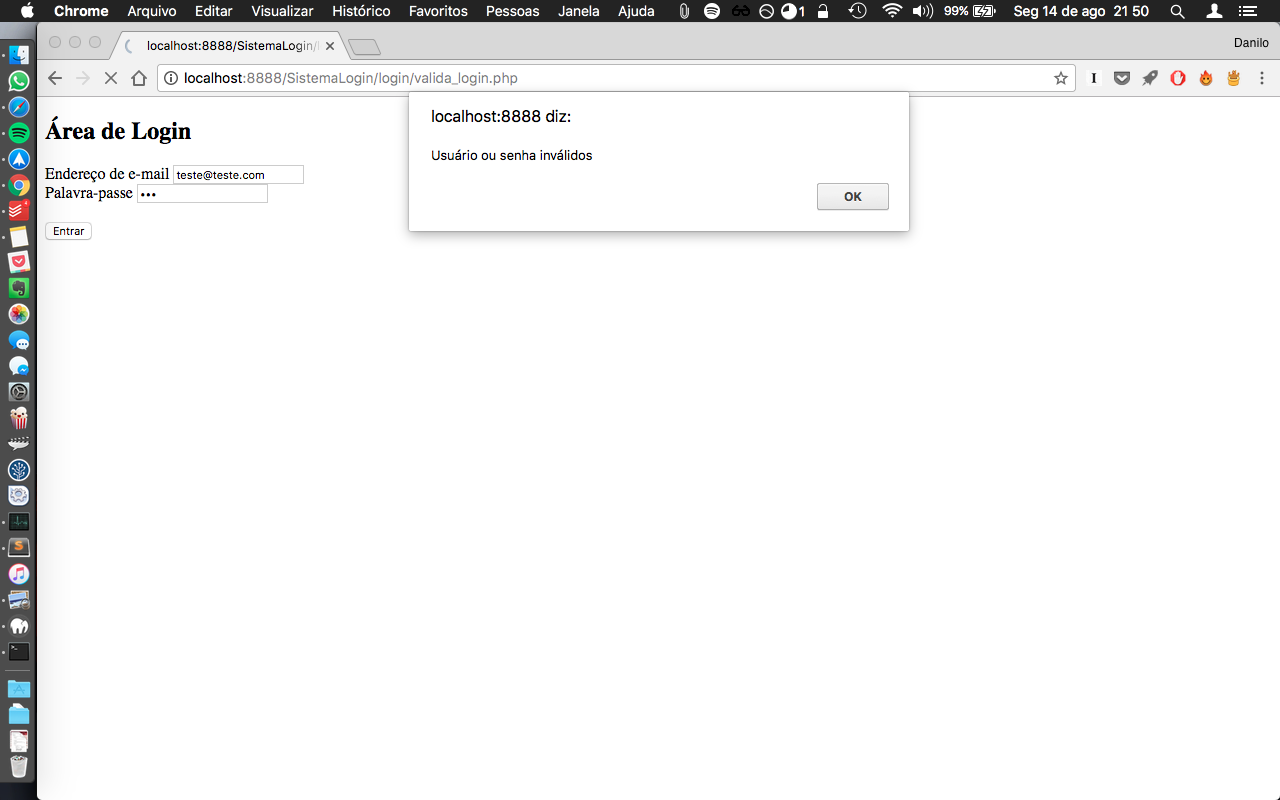 Chrome Arquivo Editar Visualizar Histórico Favoritos Pessoas Janela Ajuda 1 99% Seg 14 de ago 21 50
localhost:8888/SistemaLogin/ Danilo
localhost:8888/SistemaLogin/login/valida_login.php
localhost:8888 diz:
Usuário ou senha inválidos
OK
Área de Login
Endereço de e-mail teste@teste.com
Palavra-passe •••
Entrar